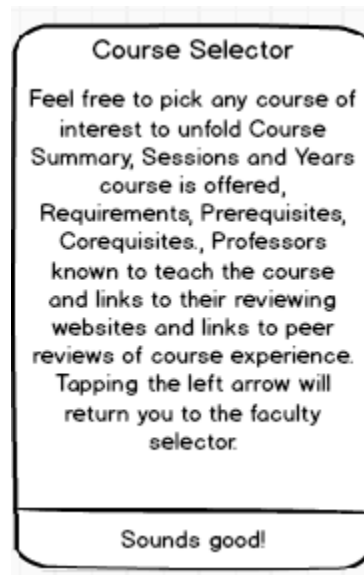 Course Selector
Feel free to pick any course of
interest to unfold Course
Summary, Sessions and Years
course is offered,
Requirements, Prerequisites,
Corequisites., Professors
known to teach the course
and links to their reviewing
websites and links to peer
reviews of course experience.
Tapping the left arrow will
return you to the faculty
selector.
Sounds good!